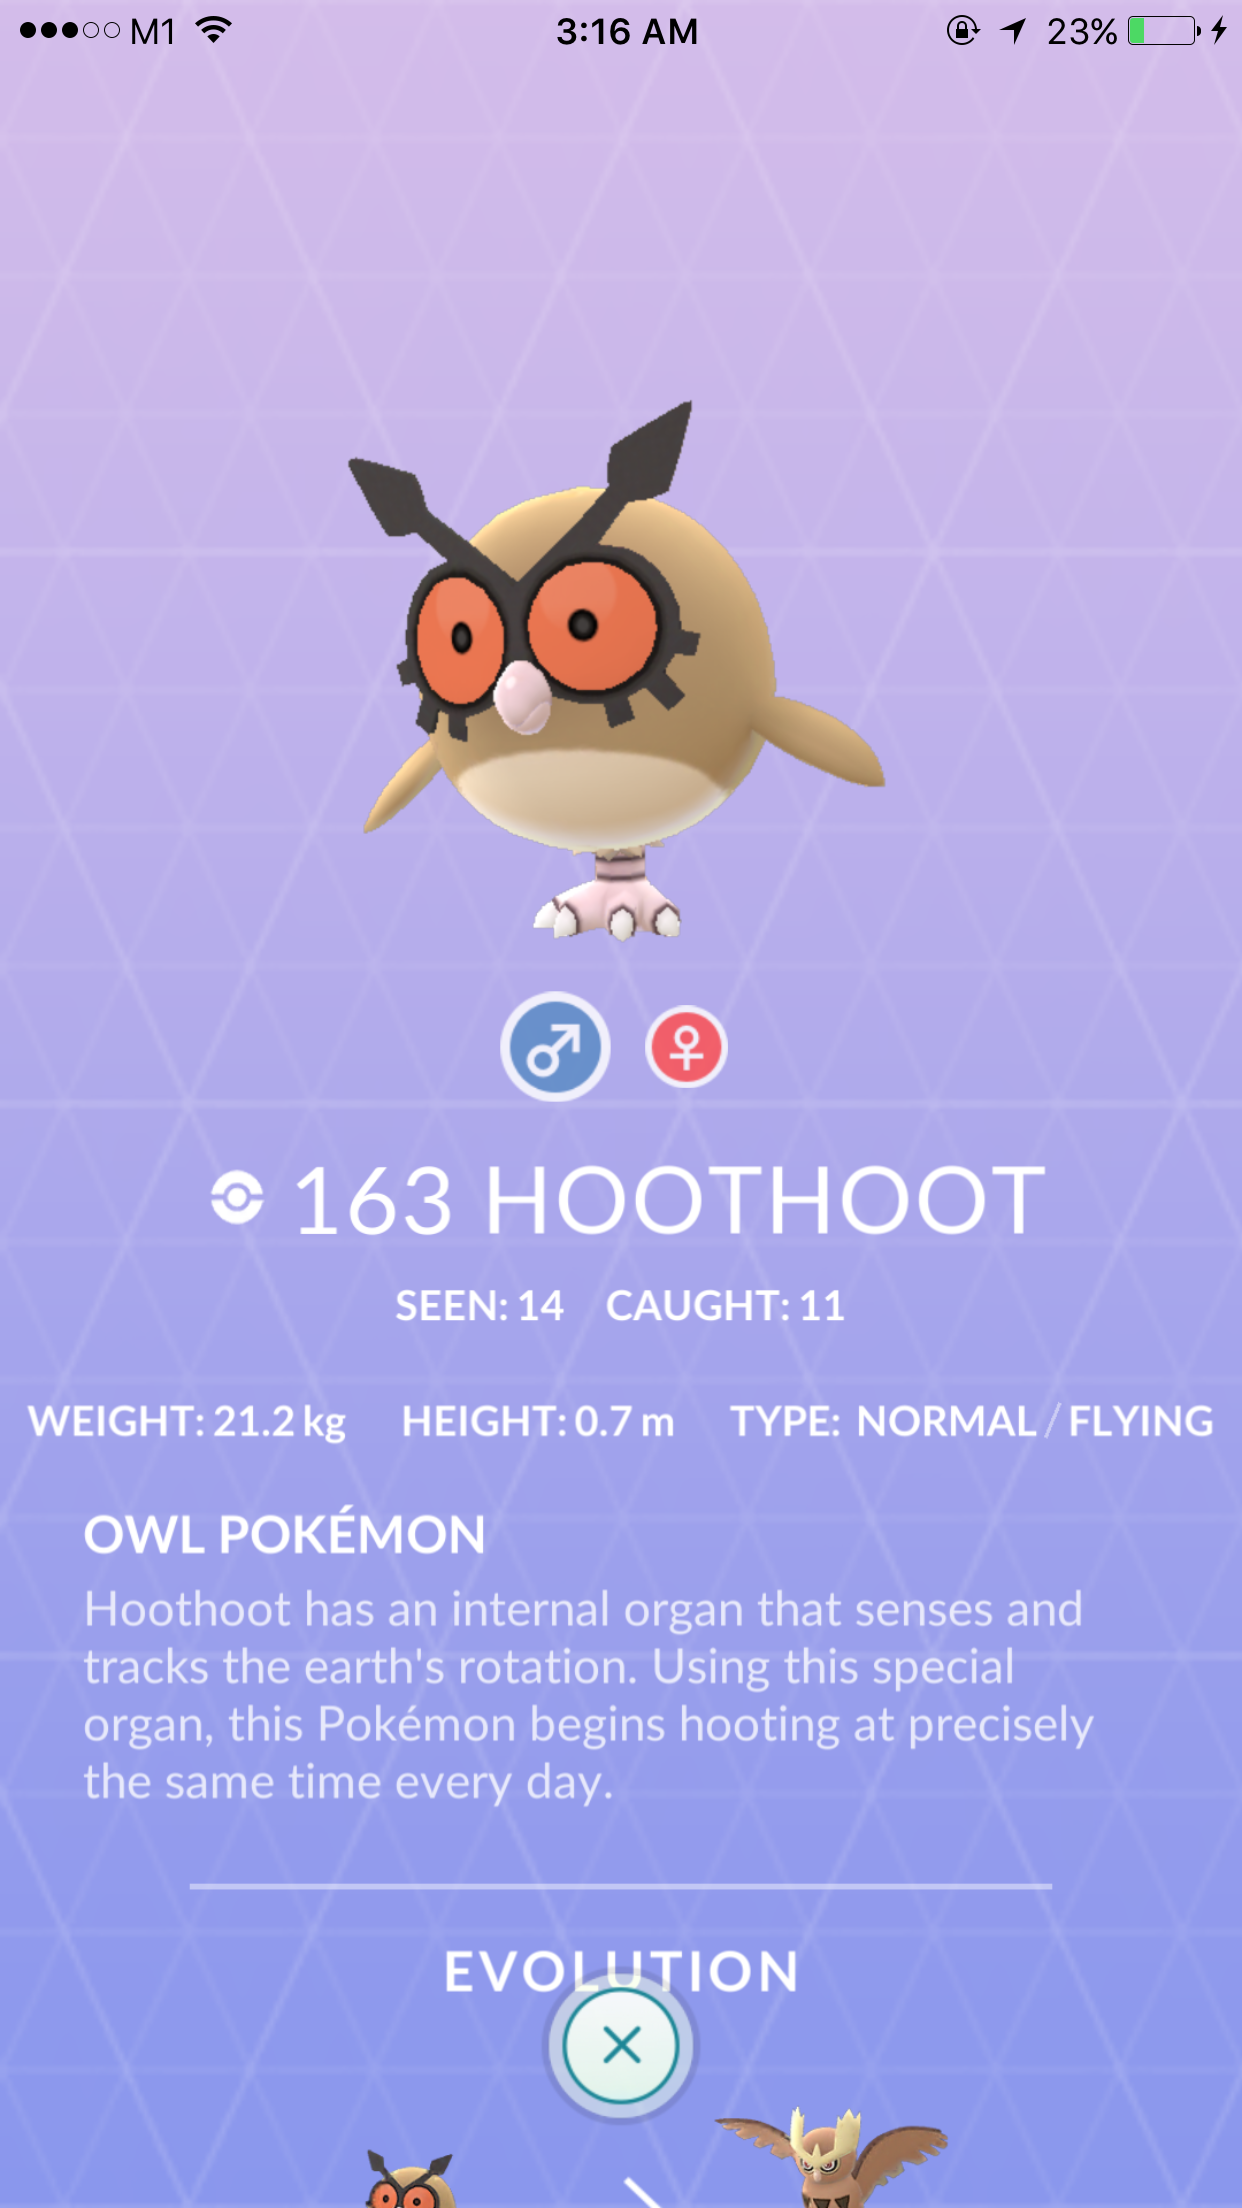 M1 3:16 AM 23%
163 HOOTHOOT
SEEN: 14 CAUGHT: 11
WEIGHT: 21.2 kg HEIGHT: 0.7 m TYPE: NORMAL / FLYING
OWL POKÉMON
Hoothoot has an internal organ that senses and
tracks the earth's rotation. Using this special
organ, this Pokémon begins hooting at precisely
the same time every day.
EVOLUTION